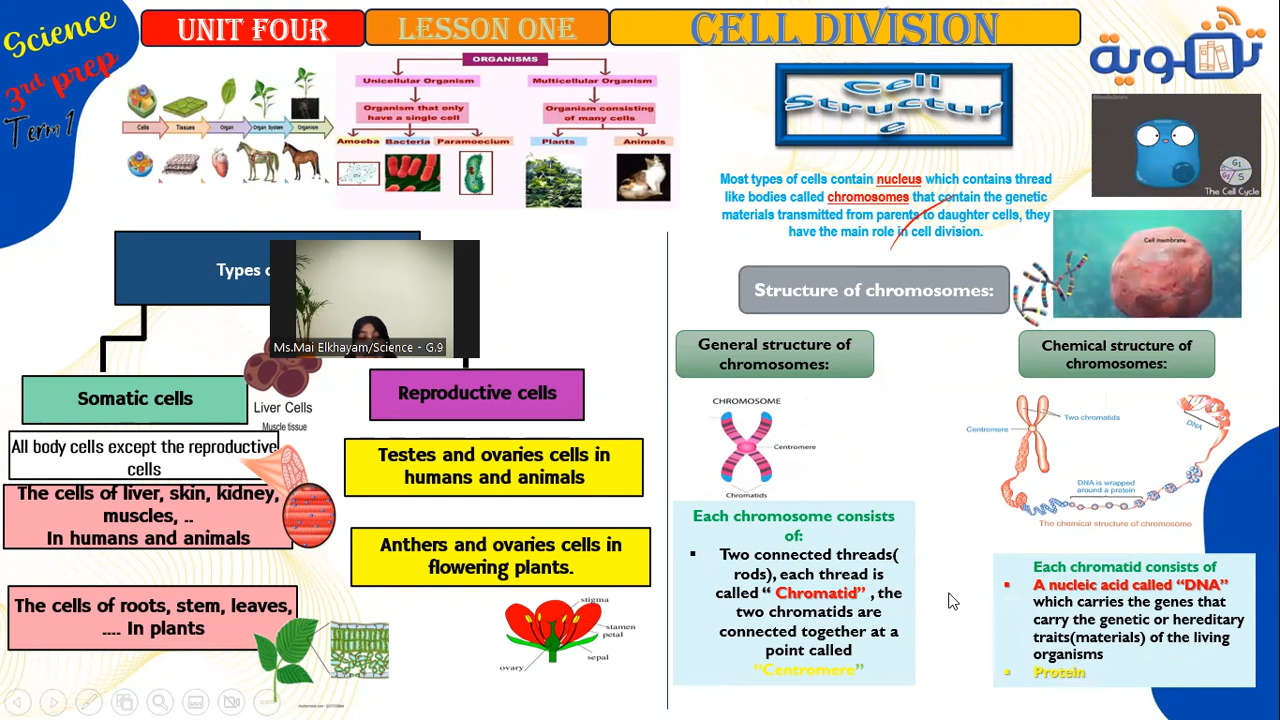 Science
3rd prep
Term 1
UNIT FOUR
LESSON ONE
CELL DIVISION
ثانوية
Cells
Tissues
Organ
Organ System
Organism
ORGANISMS
Unicellular Organism
Multicellular Organism
Organism that only
have a single cell
Organism consisting
of many cells
Amoeba
Bacteria
Paramoecium
Plants
Animals
Cell
Structur
e
G1
S
The Cell Cycle
Most types of cells contain nucleus which contains thread
like bodies called chromosomes that contain the genetic
materials transmitted from parents to daughter cells, they
have the main role in cell division.
Cell membrane
Types
Ms.Mai Elkhayam/Science - G.9
Structure of chromosomes:
General structure of
chromosomes:
Chemical structure of
chromosomes:
Somatic cells
Reproductive cells
Liver Cells
Muscle tissue
All body cells except the reproductive
cells
The cells of liver, skin, kidney,
muscles, ..
In humans and animals
The cells of roots, stem, leaves,
.... In plants
Testes and ovaries cells in
humans and animals
Anthers and ovaries cells in
flowering plants.
stigma
stamen
petal
sepal
ovary
CHROMOSOME
Centromere
Chromatids
Each chromosome consists
of:
▪ Two connected threads(
rods), each thread is
called “ Chromatid” , the
two chromatids are
connected together at a
point called
“Centromere”
Two chromatids
Centromere
DNA
DNA is wrapped
around a protein
The chemical structure of chromosome
Each chromatid consists of
▪ A nucleic acid called “DNA”
which carries the genes that
carry the genetic or hereditary
traits(materials) of the living
organisms
▪ Protein